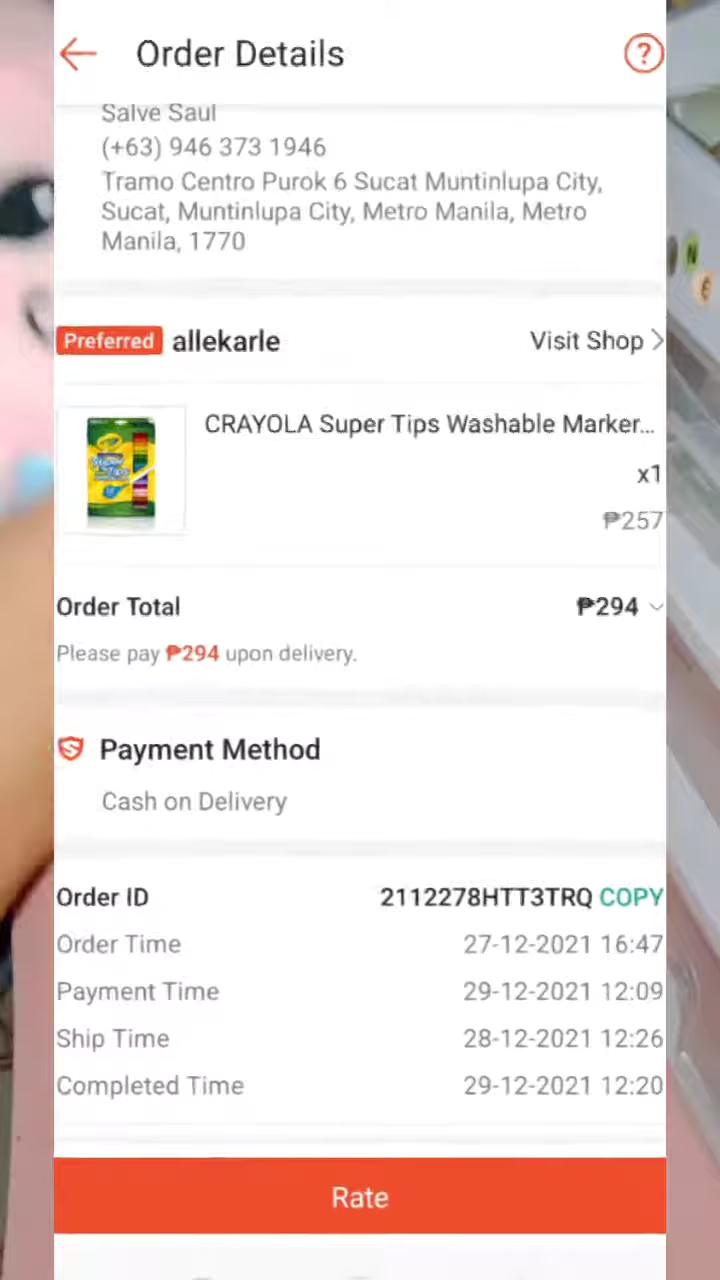 Order Details
?
Salve Saul
(+63) 946 373 1946
Tramo Centro Purok 6 Sucat Muntinlupa City,
Sucat, Muntinlupa City, Metro Manila, Metro
Manila, 1770
Preferred allekarle Visit Shop
CRAYOLA Super Tips Washable Marker...
x1
₱257
Order Total ₱294
Please pay ₱294 upon delivery.
Payment Method
Cash on Delivery
Order ID 2112278HTT3TRQ COPY
Order Time 27-12-2021 16:47
Payment Time 29-12-2021 12:09
Ship Time 28-12-2021 12:26
Completed Time 29-12-2021 12:20
Rate
N
E